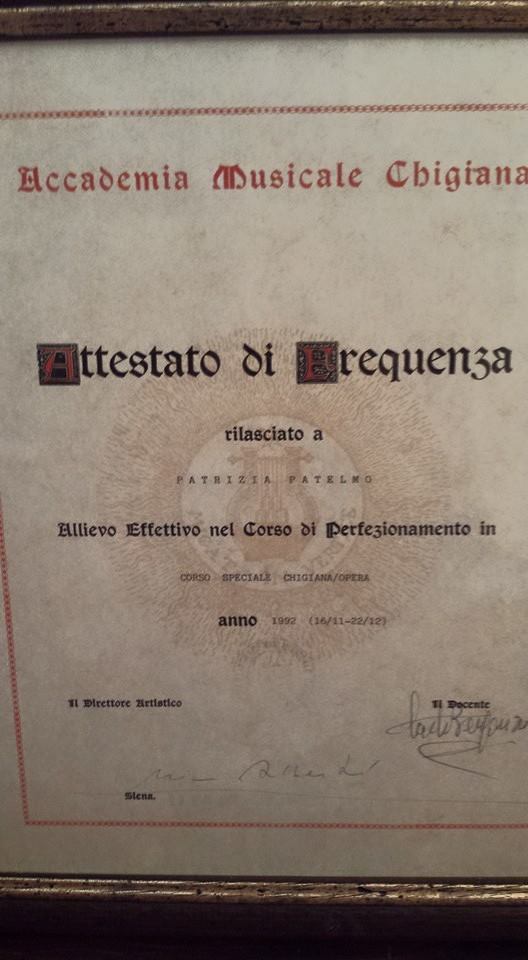 Accademia Musicale Chigiana
Attestato di Frequenza
rilasciato a
PATRIZIA PATELMO
Allievo Effettivo nel Corso di Perfezionamento in
CORSO SPECIALE CHIGIANA/OPERA
anno 1992 (16/11-22/12)
Il Direttore Artistico
Il Docente
Siena,